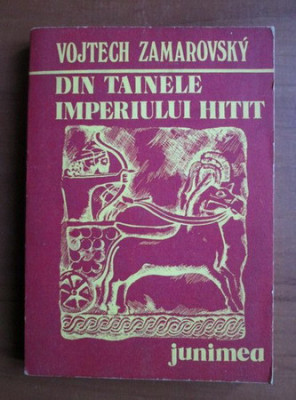 VOJTECH ZAMAROVSKÝ
DIN TAINELE
IMPERIULUI HITIT
junimea